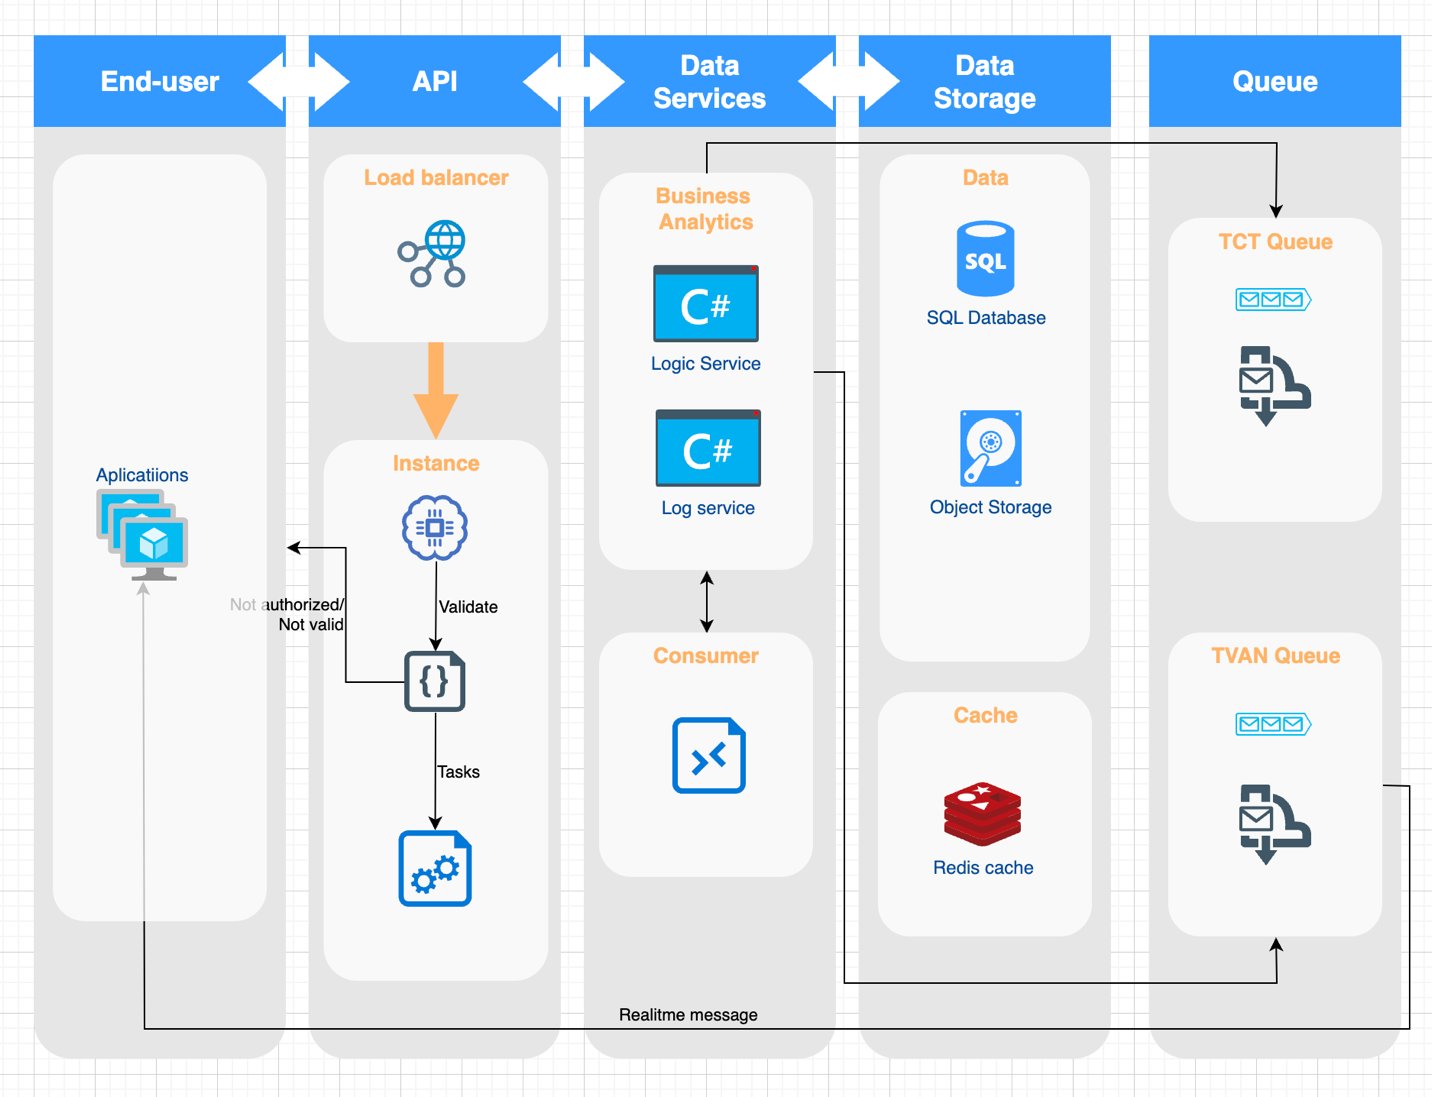 End-user
API
Data
Services
Data
Storage
Queue
Load balancer
Instance
Aplicatiions
Not authorized/
Not valid
Validate
{}
Tasks
Business
Analytics
C#
Logic Service
C#
Log service
Consumer
Data
SQL
SQL Database
Object Storage
Cache
Redis cache
TCT Queue
TVAN Queue
Realitme message